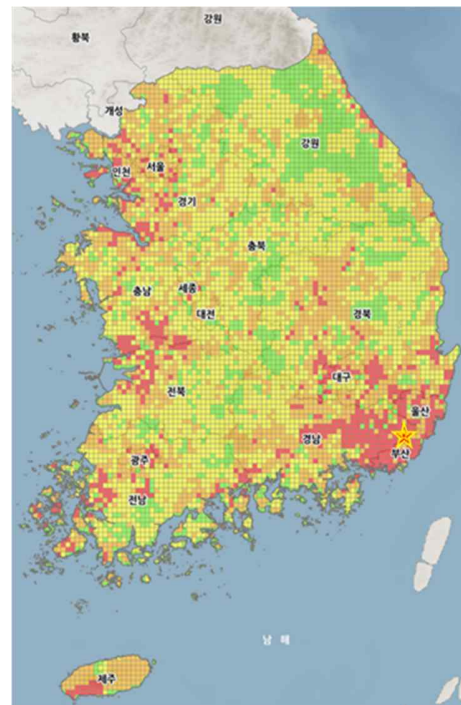 강원
황북
개성
강원
인천
서울
경기
충북
충남
세종
대전
경북
대구
전북
울산
경남
부산
광주
전남
남 해
제주